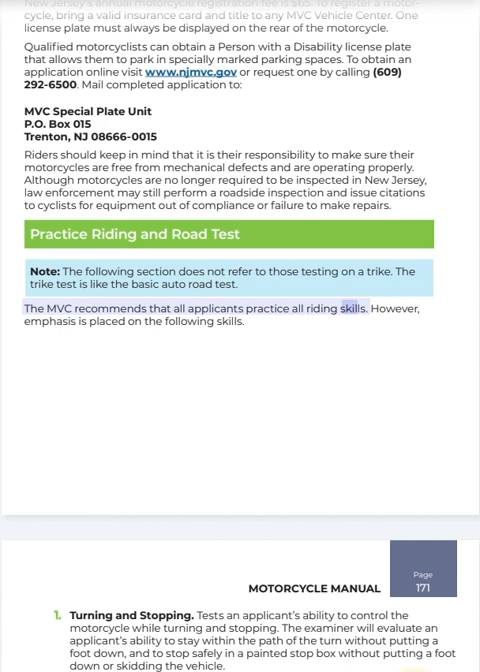 New Jersey's annual motorcycle registration fee is $65. To register a motor-
cycle, bring a valid insurance card and title to any MVC Vehicle Center. One
license plate must always be displayed on the rear of the motorcycle.
Qualified motorcyclists can obtain a Person with a Disability license plate
that allows them to park in specially marked parking spaces. To obtain an
application online visit www.njmvc.gov or request one by calling (609)
292-6500. Mail completed application to:
MVC Special Plate Unit
P.O. Box 015
Trenton, NJ 08666-0015
Riders should keep in mind that it is their responsibility to make sure their
motorcycles are free from mechanical defects and are operating properly.
Although motorcycles are no longer required to be inspected in New Jersey,
law enforcement may still perform a roadside inspection and issue citations
to cyclists for equipment out of compliance or failure to make repairs.
Practice Riding and Road Test
Note: The following section does not refer to those testing on a trike. The
trike test is like the basic auto road test.
The MVC recommends that all applicants practice all riding skills. However,
emphasis is placed on the following skills.
Page
MOTORCYCLE MANUAL 171
1. Turning and Stopping. Tests an applicant's ability to control the
motorcycle while turning and stopping. The examiner will evaluate an
applicant's ability to stay within the path of the turn without putting a
foot down, and to stop safely in a painted stop box without putting a foot
down or skidding the vehicle.